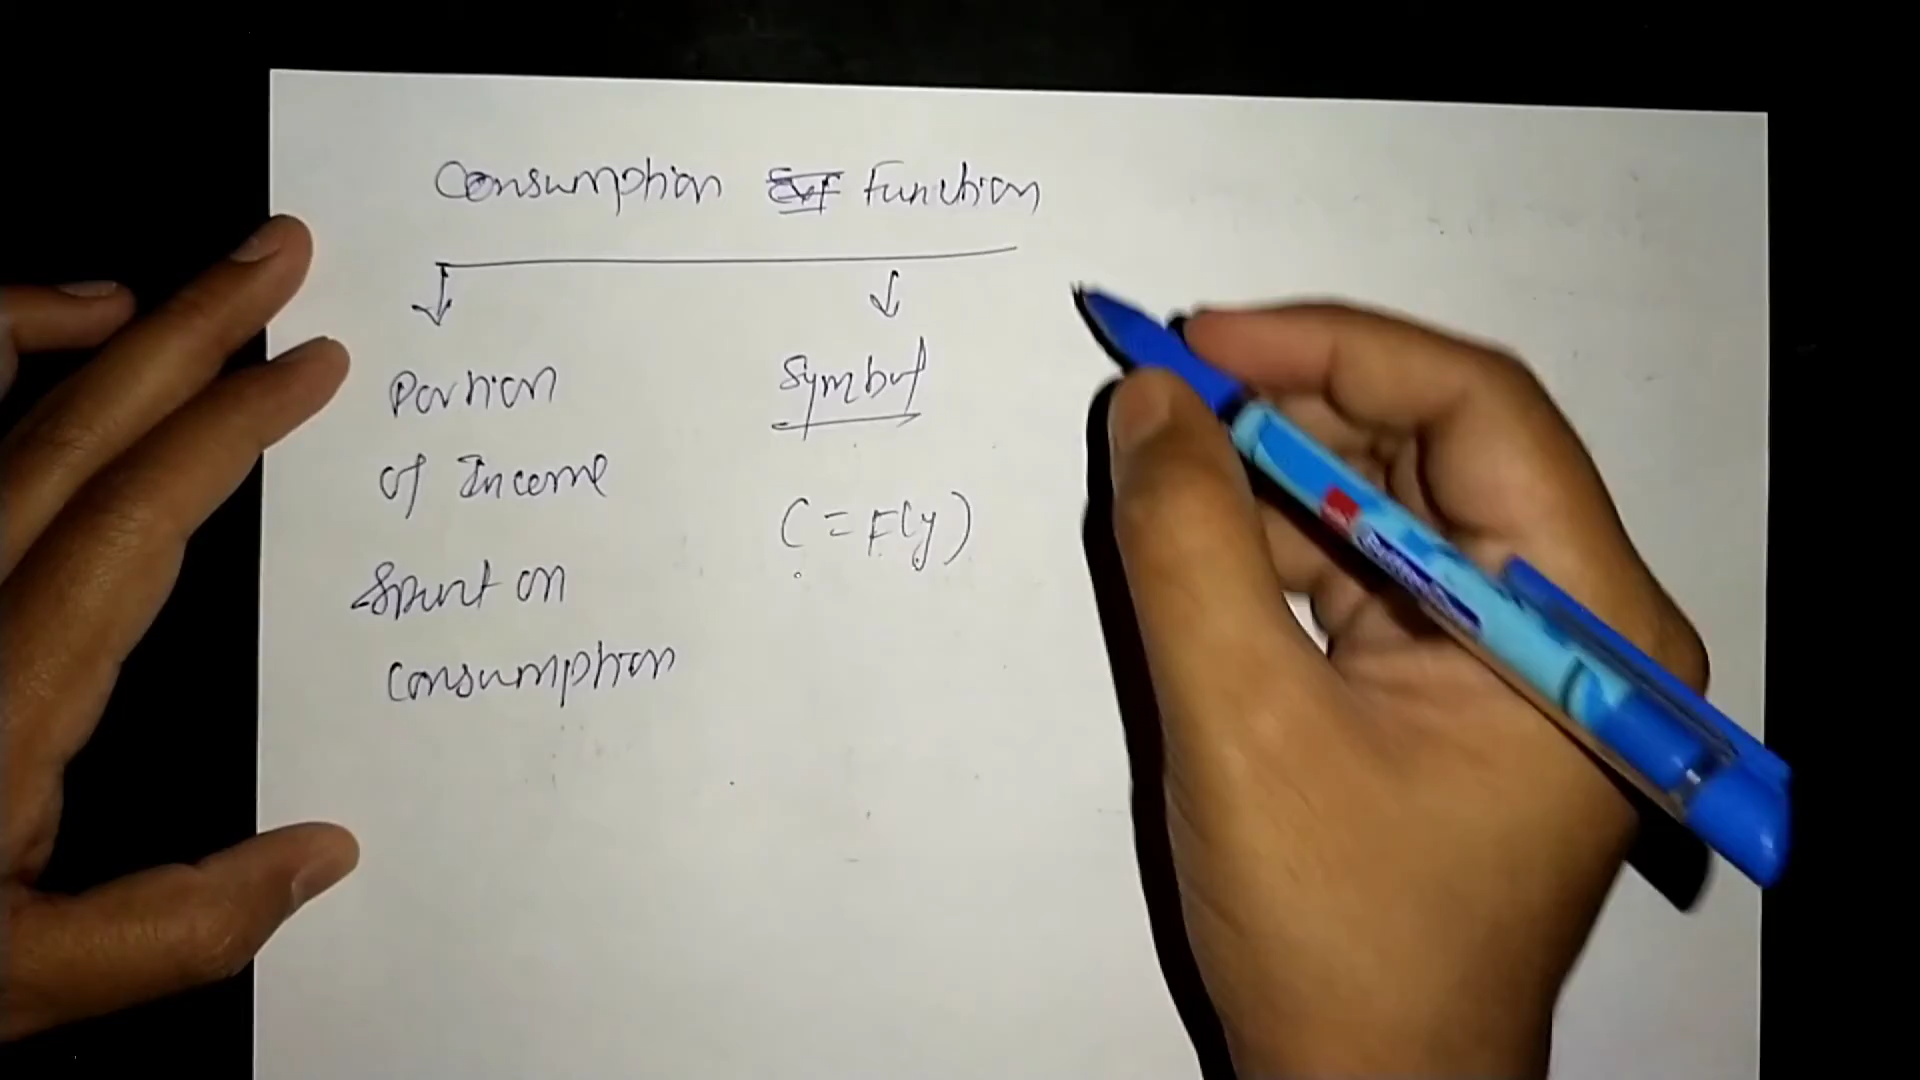 Consumption Function
Portion
of Income
Spent on
consumption
Symbol
C = F(y)